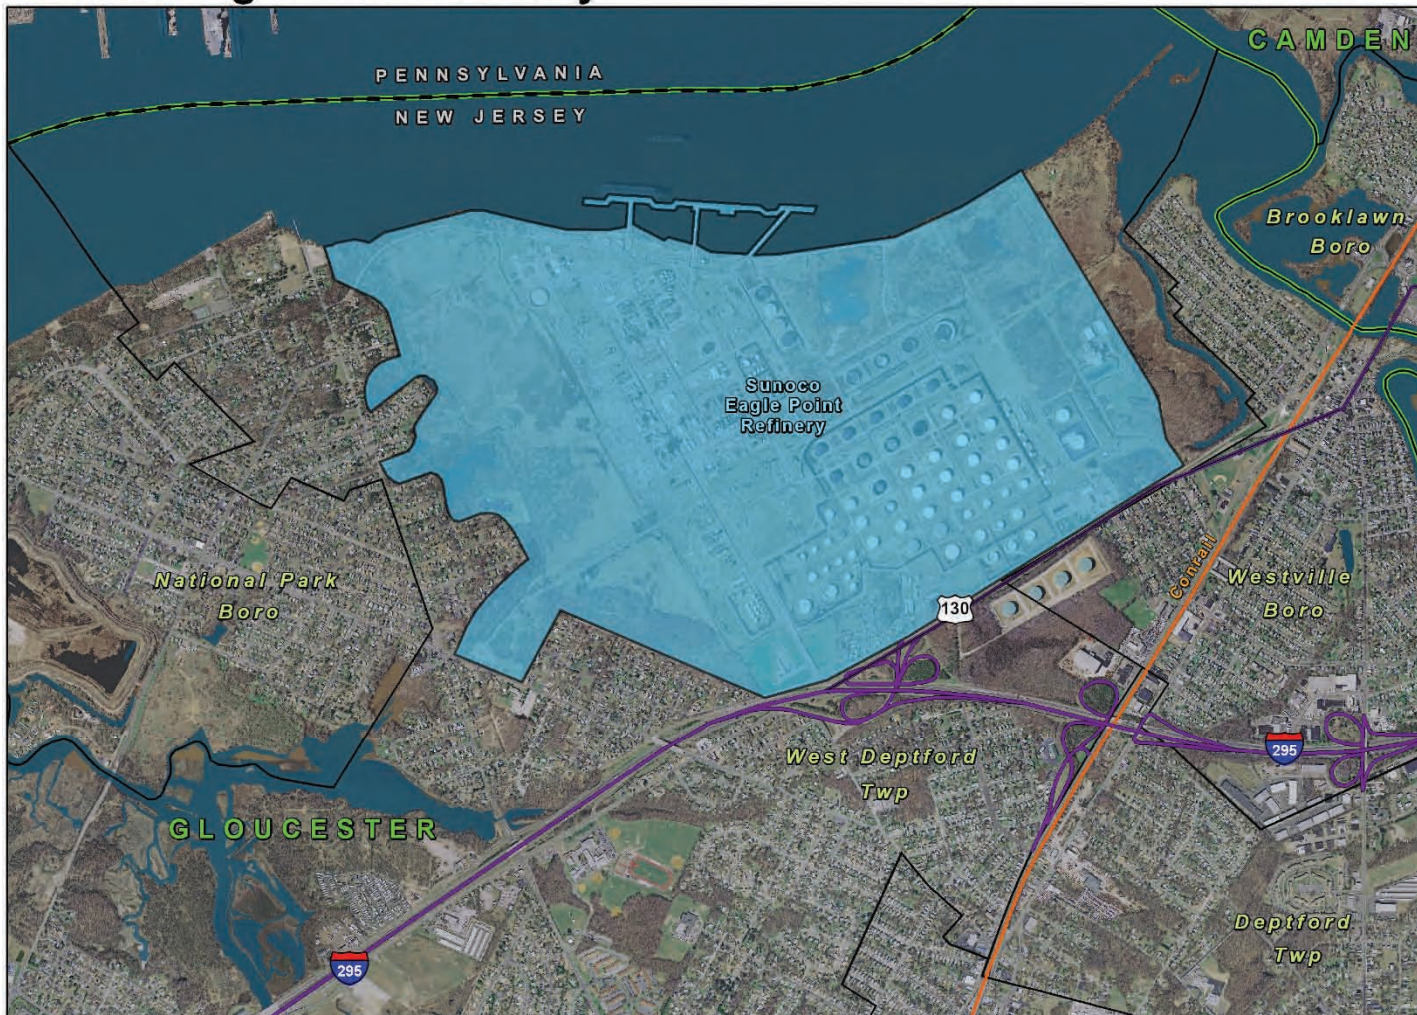 PENNSYLVANIA
NEW JERSEY
CAMDEN
Brooklawn
Boro
Sunoco
Eagle Point
Refinery
National Park
Boro
130
Conrail
Westville
Boro
295
West Deptford
Twp
GLOUCESTER
Deptford
Twp
295